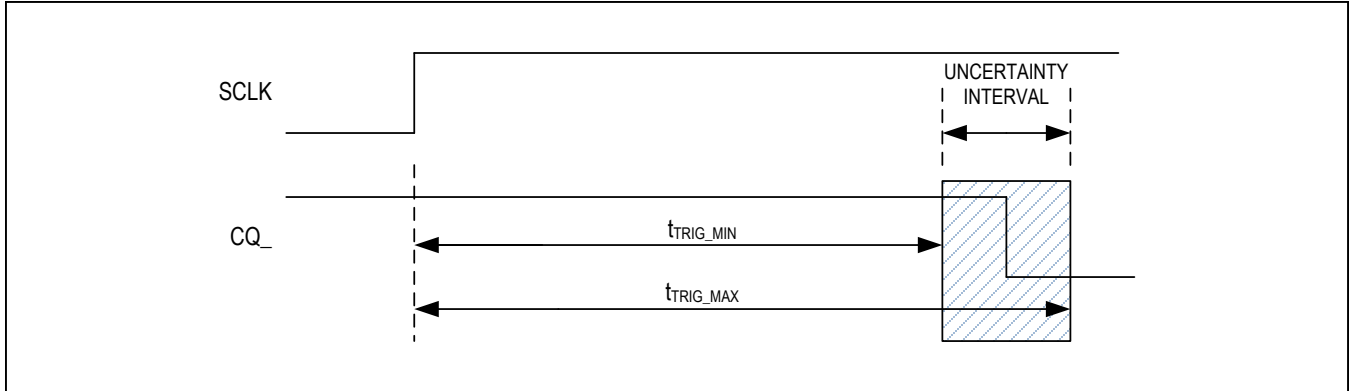 SCLK
UNCERTAINTY
INTERVAL
CQ_
tTRIG_MIN
tTRIG_MAX